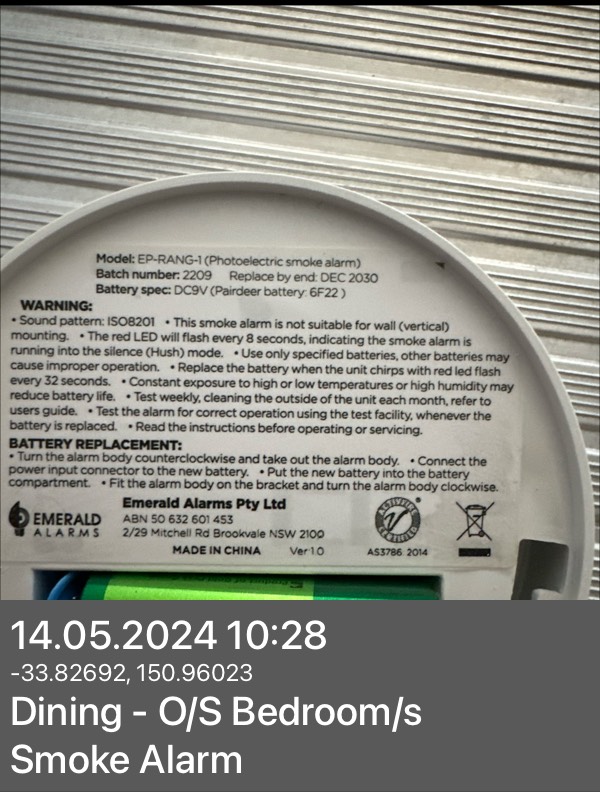 Model: EP-RANG-1 (Photoelectric smoke alarm)
Batch number: 2209 Replace by end: DEC 2030
Battery spec: DC9V (Pairdeer battery: 6F22 )
WARNING:
• Sound pattern: ISO8201 • This smoke alarm is not suitable for wall (vertical)
mounting. • The red LED will flash every 8 seconds, indicating the smoke alarm is
running into the silence (Hush) mode. • Use only specified batteries, other batteries may
cause improper operation. • Replace the battery when the unit chirps with red led flash
every 32 seconds. • Constant exposure to high or low temperatures or high humidity may
reduce battery life. • Test weekly, cleaning the outside of the unit each month, refer to
users guide. • Test the alarm for correct operation using the test facility, whenever the
battery is replaced. • Read the instructions before operating or servicing.
BATTERY REPLACEMENT:
• Turn the alarm body counterclockwise and take out the alarm body. • Connect the
power input connector to the new battery. • Put the new battery into the battery
compartment. • Fit the alarm body on the bracket and turn the alarm body clockwise.
EMERALD
ALARMS
Emerald Alarms Pty Ltd
ABN 50 632 601 453
2/29 Mitchell Rd Brookvale NSW 2100
MADE IN CHINA Ver 1.0
AS3786: 2014
14.05.2024 10:28
-33.82692, 150.96023
Dining - O/S Bedroom/s
Smoke Alarm